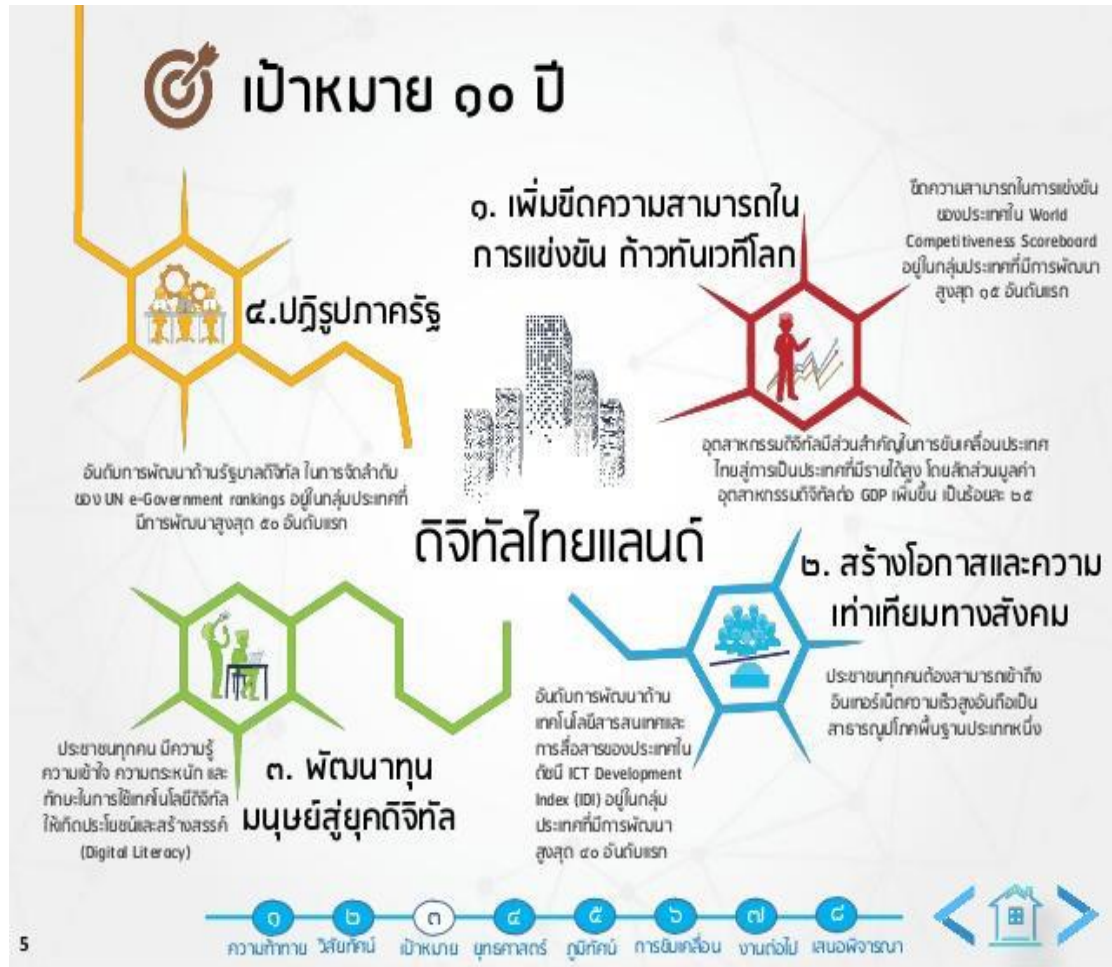 เป้าหมาย ๑๐ ปี
๑. เพิ่มขีดความสามารถใน
การแข่งขัน ก้าวทันเวทีโลก
ขีดความสามารถในการแข่งขัน
ของประเทศใน World
Competitiveness Scoreboard
อยู่ในกลุ่มประเทศที่มีการพัฒนา
สูงสุด ๑๕ อันดับแรก
อุตสาหกรรมดิจิทัลมีส่วนสำคัญในการขับเคลื่อนประเทศ
ไทยสู่การเป็นประเทศที่มีรายได้สูง โดยสัดส่วนมูลค่า
อุตสาหกรรมดิจิทัลต่อ GDP เพิ่มขึ้น เป็นร้อยละ ๒๕
๔.ปฏิรูปภาครัฐ
อันดับการพัฒนาด้านรัฐบาลดิจิทัล ในการจัดลำดับ
ของ UN e-Government rankings อยู่ในกลุ่มประเทศที่
มีการพัฒนาสูงสุด ๕๐ อันดับแรก
ดิจิทัลไทยแลนด์
๒. สร้างโอกาสและความ
เท่าเทียมทางสังคม
ประชาชนทุกคนต้องสามารถเข้าถึง
อินเทอร์เน็ตความเร็วสูงอันถือเป็น
สาธารณูปโภคพื้นฐานประเภทหนึ่ง
อันดับการพัฒนาด้าน
เทคโนโลยีสารสนเทศและ
การสื่อสารของประเทศใน
ดัชนี ICT Development
Index (IDI) อยู่ในกลุ่ม
ประเทศที่มีการพัฒนา
สูงสุด ๔๐ อันดับแรก
๓. พัฒนาทุน
มนุษย์สู่ยุคดิจิทัล
ประชาชนทุกคน มีความรู้
ความเข้าใจ ความตระหนัก และ
ทักษะในการใช้เทคโนโลยีดิจิทัล
ให้เกิดประโยชน์และสร้างสรรค์
(Digital Literacy)
๑ ๒ ๓ ๔ ๕ ๖ ๗ ๘
ความท้าทาย วิสัยทัศน์ เป้าหมาย ยุทธศาสตร์ ภูมิทัศน์ การขับเคลื่อน งานต่อไป เสนอพิจารณา
5